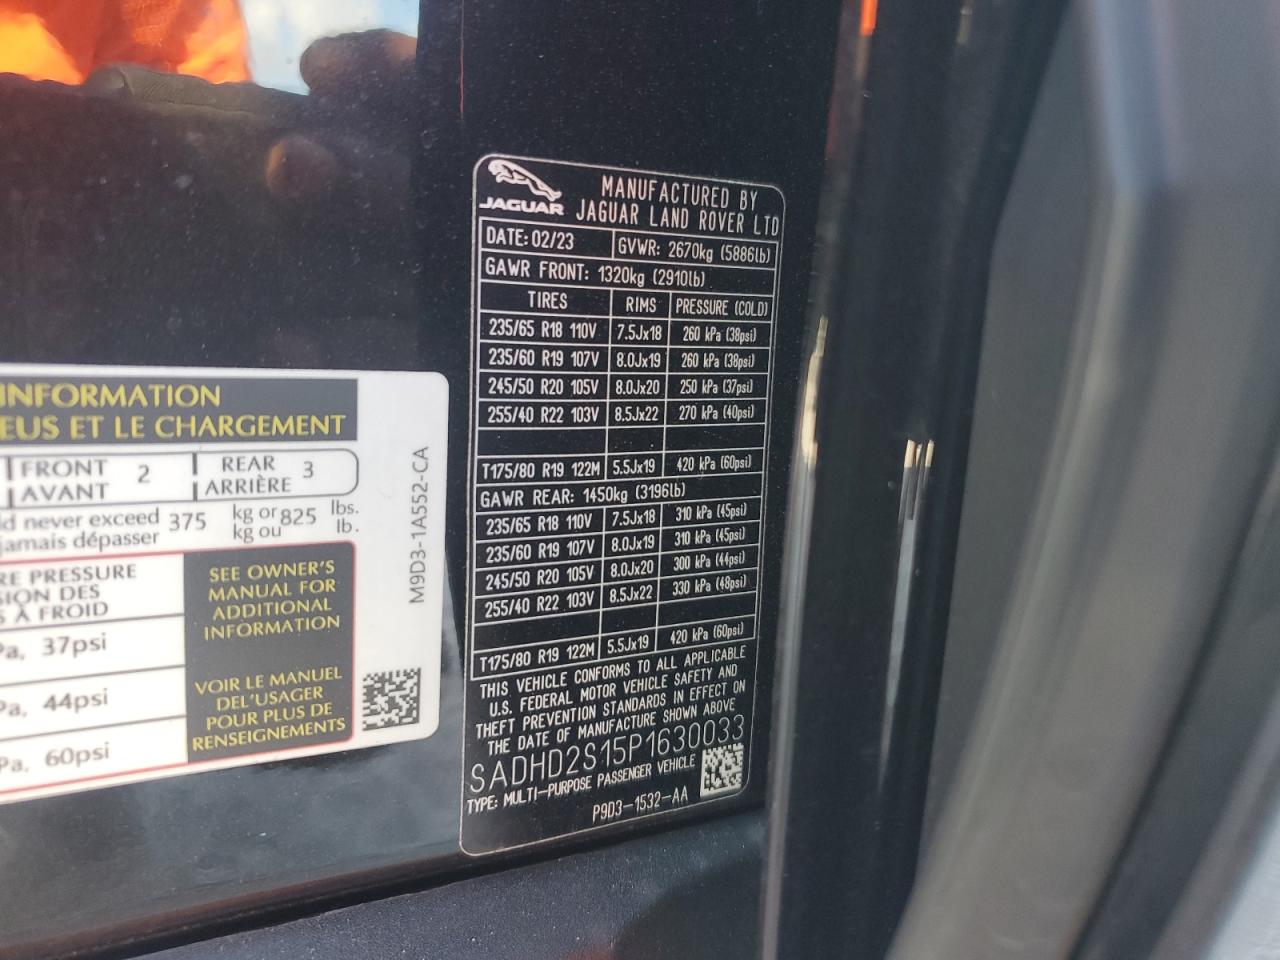 INFORMATION
EUS ET LE CHARGEMENT
FRONT
AVANT 2 REAR
ARRIÈRE 3
never exceed
jamais dépasser 375 kg or
kg ou 825 lbs.
lb.
PRESSURE
DES
À FROID
37psi
44psi
60psi
SEE OWNER'S
MANUAL FOR
ADDITIONAL
INFORMATION
VOIR LE MANUEL
DE L'USAGER
POUR PLUS DE
RENSEIGNEMENTS
M9D3-1A552-CA
JAGUAR
MANUFACTURED BY
JAGUAR LAND ROVER LTD
DATE: 02/23 GVWR: 2670kg (5886lb)
GAWR FRONT: 1320kg (2910lb)
TIRES RIMS PRESSURE (COLD)
235/65 R18 110V 7.5Jx18 260 kPa (38psi)
235/60 R19 107V 8.0Jx19 260 kPa (38psi)
245/50 R20 105V 8.0Jx20 250 kPa (37psi)
255/40 R22 103V 8.5Jx22 270 kPa (40psi)
T175/80 R19 122M 5.5Jx19 420 kPa (60psi)
GAWR REAR: 1450kg (3196lb)
235/65 R18 110V 7.5Jx18 310 kPa (45psi)
235/60 R19 107V 8.0Jx19 310 kPa (45psi)
245/50 R20 105V 8.0Jx20 300 kPa (44psi)
255/40 R22 103V 8.5Jx22 330 kPa (48psi)
T175/80 R19 122M 5.5Jx19 420 kPa (60psi)
THIS VEHICLE CONFORMS TO ALL APPLICABLE
U.S. FEDERAL MOTOR VEHICLE SAFETY AND
THEFT PREVENTION STANDARDS IN EFFECT ON
THE DATE OF MANUFACTURE SHOWN ABOVE
SADHD2S15P1630033
TYPE: MULTI-PURPOSE PASSENGER VEHICLE
P9D3-1532-AA